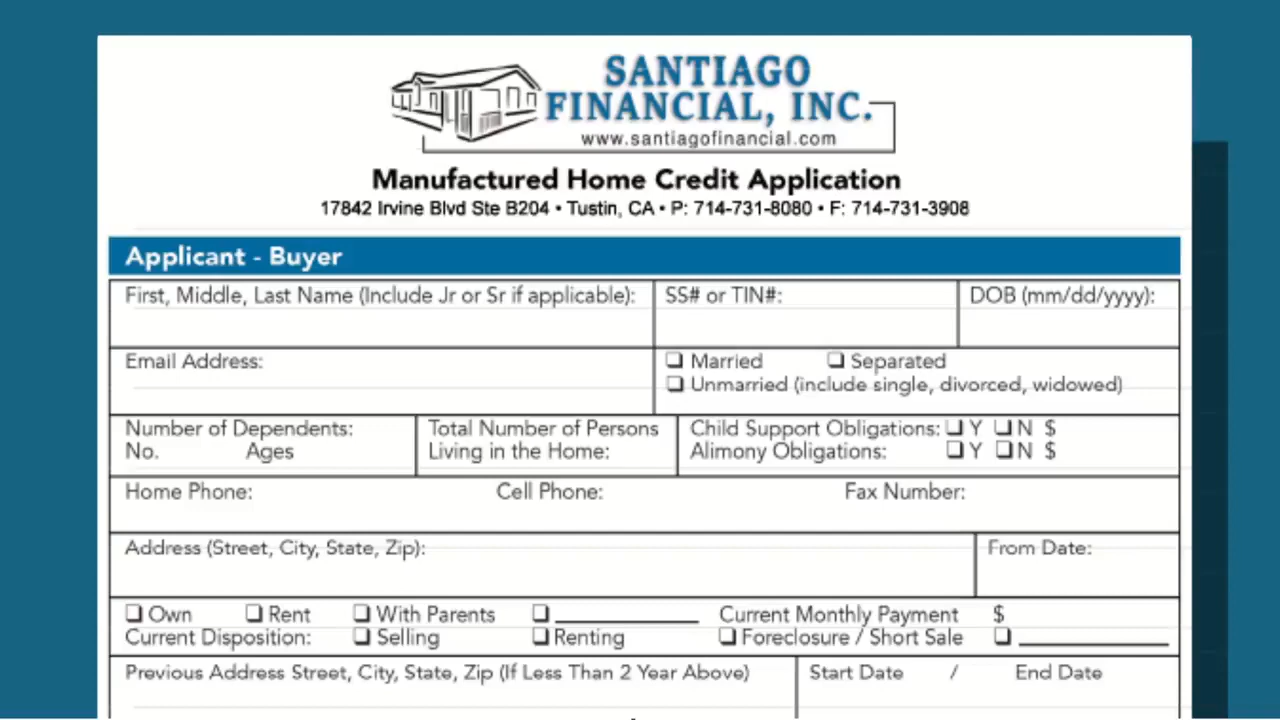 SANTIAGO
FINANCIAL, INC.
www.santiagofinancial.com
Manufactured Home Credit Application
17842 Irvine Blvd Ste B204 • Tustin, CA • P: 714-731-8080 • F: 714-731-3908
Applicant - Buyer
First, Middle, Last Name (Include Jr or Sr if applicable): SS# or TIN#: DOB (mm/dd/yyyy):
Email Address: ❏ Married ❏ Separated
❏ Unmarried (include single, divorced, widowed)
Number of Dependents: Total Number of Persons Child Support Obligations: ❏ Y ❏ N $
No. Ages Living in the Home: Alimony Obligations: ❏ Y ❏ N $
Home Phone: Cell Phone: Fax Number:
Address (Street, City, State, Zip): From Date:
❏ Own ❏ Rent ❏ With Parents ❏ ____________ Current Monthly Payment $
Current Disposition: ❏ Selling ❏ Renting ❏ Foreclosure / Short Sale ❏ ____________
Previous Address Street, City, State, Zip (If Less Than 2 Year Above) Start Date / End Date